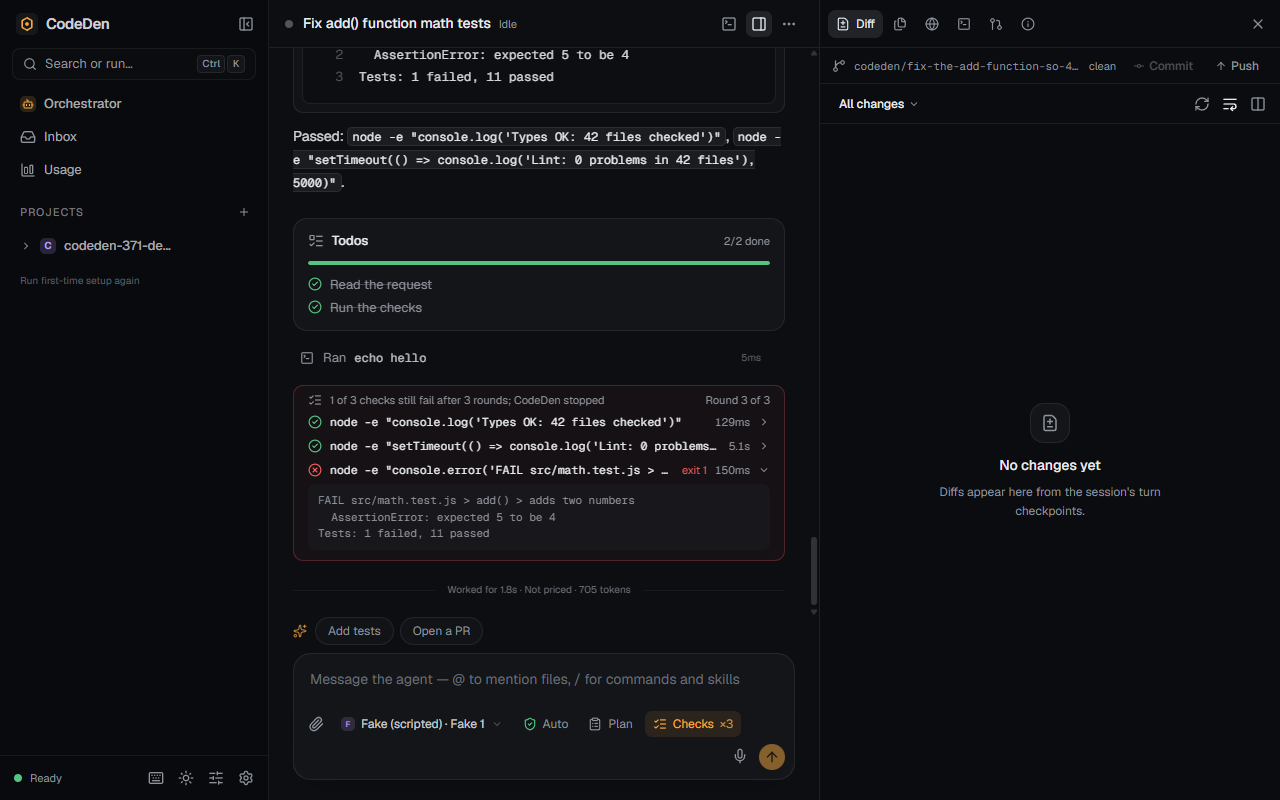 CodeDen
Search or run…
Ctrl K
Orchestrator
Inbox
Usage
PROJECTS
C codeden-371-de…
Run first-time setup again
Ready
Fix add() function math tests Idle
2 AssertionError: expected 5 to be 4
3 Tests: 1 failed, 11 passed
Passed: node -e "console.log('Types OK: 42 files checked')", node -
e "setTimeout(() => console.log('Lint: 0 problems in 42 files'),
5000)".
Todos 2/2 done
Read the request
Run the checks
Ran echo hello 5ms
1 of 3 checks still fail after 3 rounds; CodeDen stopped Round 3 of 3
node -e "console.log('Types OK: 42 files checked')" 129ms
node -e "setTimeout(() => console.log('Lint: 0 problems… 5.1s
node -e "console.error('FAIL src/math.test.js > … exit 1 150ms
FAIL src/math.test.js > add() > adds two numbers
AssertionError: expected 5 to be 4
Tests: 1 failed, 11 passed
Worked for 1.8s · Not priced · 705 tokens
Add tests Open a PR
Message the agent — @ to mention files, / for commands and skills
F Fake (scripted) · Fake 1 Auto Plan Checks ×3
Diff
codeden/fix-the-add-function-so-4… clean Commit Push
All changes
No changes yet
Diffs appear here from the session's turn
checkpoints.